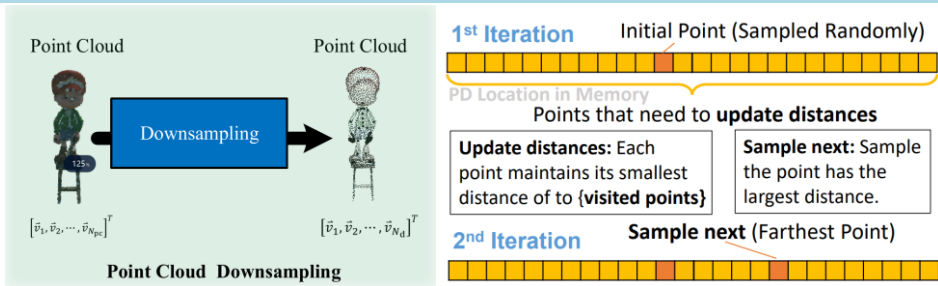 Point Cloud
Point Cloud
Downsampling
125%
[v⃗₁, v⃗₂, ⋯, v⃗_Npc]ᵀ
[v⃗₁, v⃗₂, ⋯, v⃗_Nd]ᵀ
Point Cloud Downsampling
1st Iteration
Initial Point (Sampled Randomly)
PD Location in Memory
Points that need to update distances
Update distances: Each
point maintains its smallest
distance of to {visited points}
Sample next: Sample
the point has the
largest distance.
Sample next (Farthest Point)
2nd Iteration